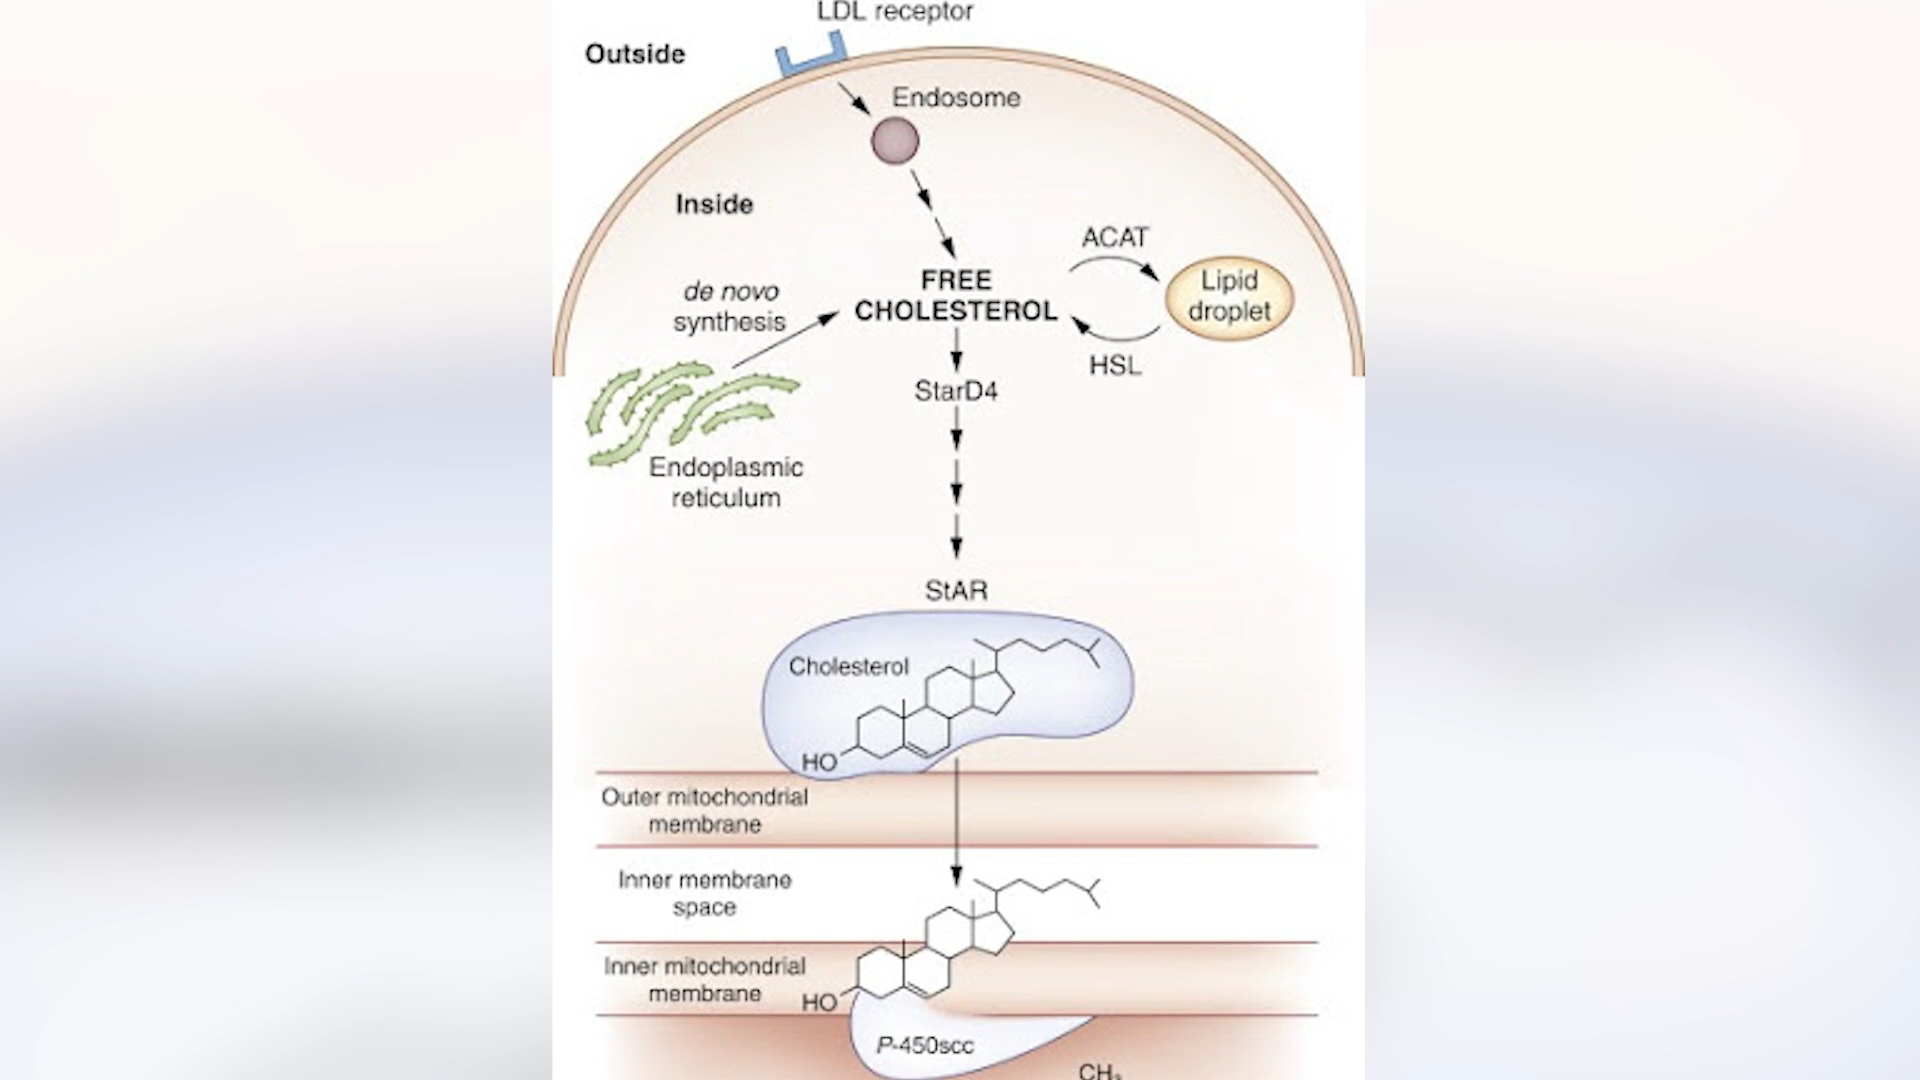 LDL receptor
Outside
Endosome
Inside
ACAT
FREE
CHOLESTEROL
Lipid
droplet
de novo
synthesis
HSL
StarD4
Endoplasmic
reticulum
StAR
Cholesterol
HO
Outer mitochondrial
membrane
Inner membrane
space
Inner mitochondrial
membrane
HO
P-450scc
CH3